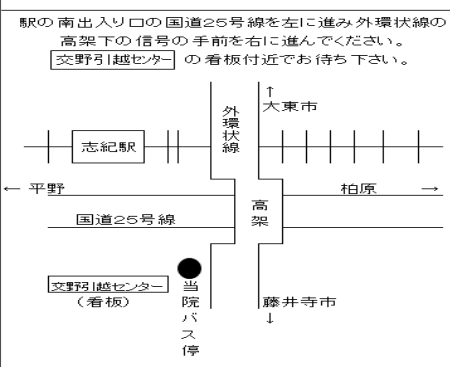 駅の南出入り口の国道25号線を左に進み外環状線の
高架下の信号の手前を右に進んでください。
交野引越センター の看板付近でお待ち下さい。
↑
大東市
外環状線
志紀駅
← 平野
柏原 →
高架
国道25号線
交野引越センター
(看板)
当院バス停
藤井寺市
↓